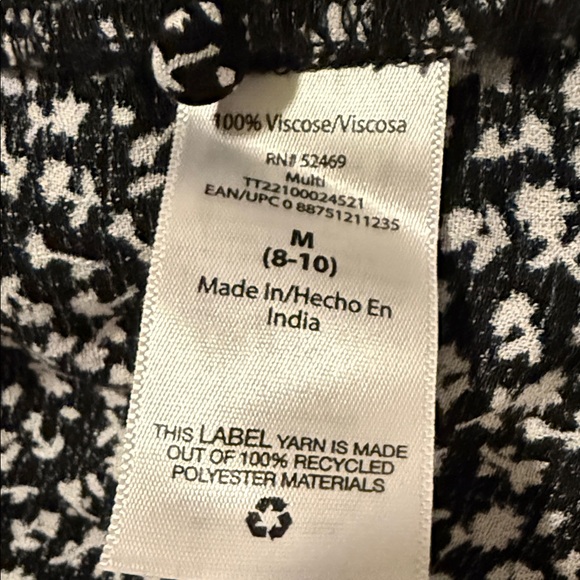 100% Viscose/Viscosa
RN# 52469
Multi
TT22100024521
EAN/UPC 0 88751211235
M
(8-10)
Made In/Hecho En
India
THIS LABEL YARN IS MADE
OUT OF 100% RECYCLED
POLYESTER MATERIALS